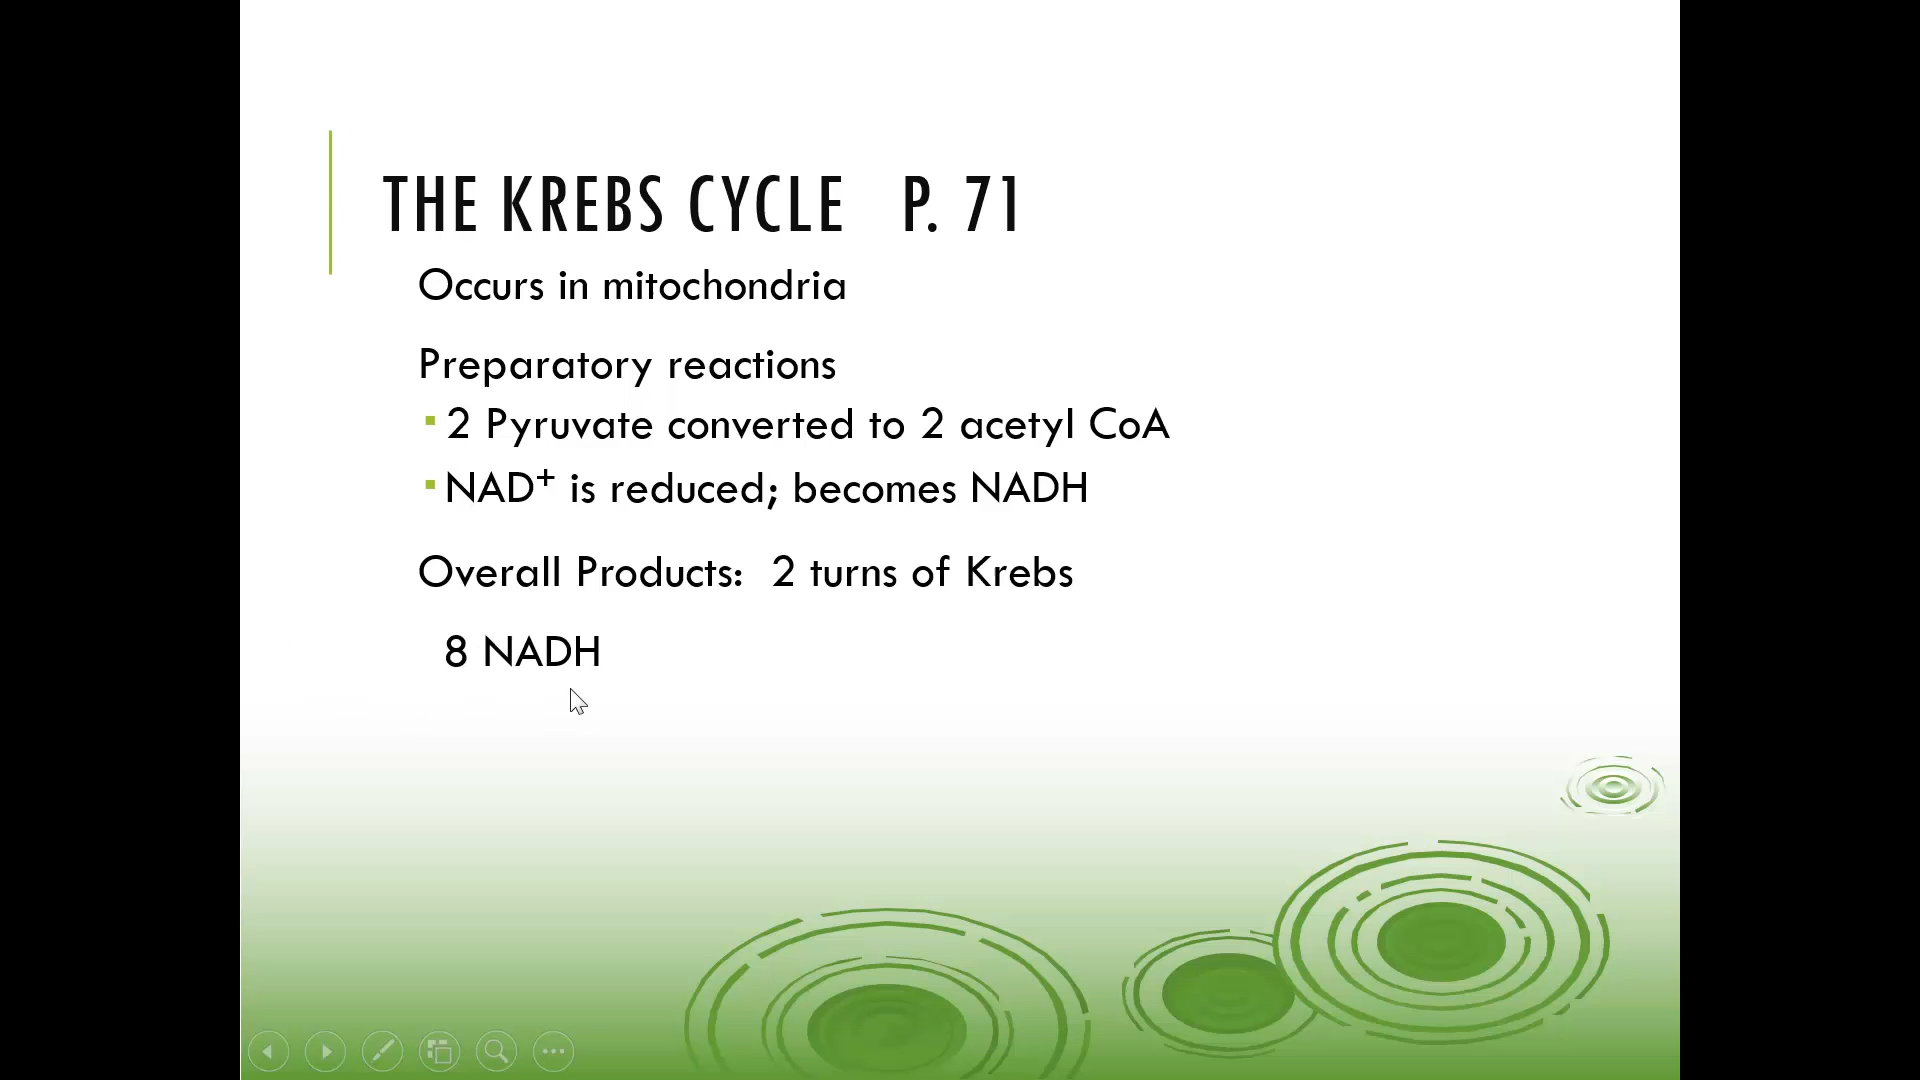 THE KREBS CYCLE P. 71
Occurs in mitochondria
Preparatory reactions
▪ 2 Pyruvate converted to 2 acetyl CoA
▪ NAD⁺ is reduced; becomes NADH
Overall Products: 2 turns of Krebs
8 NADH